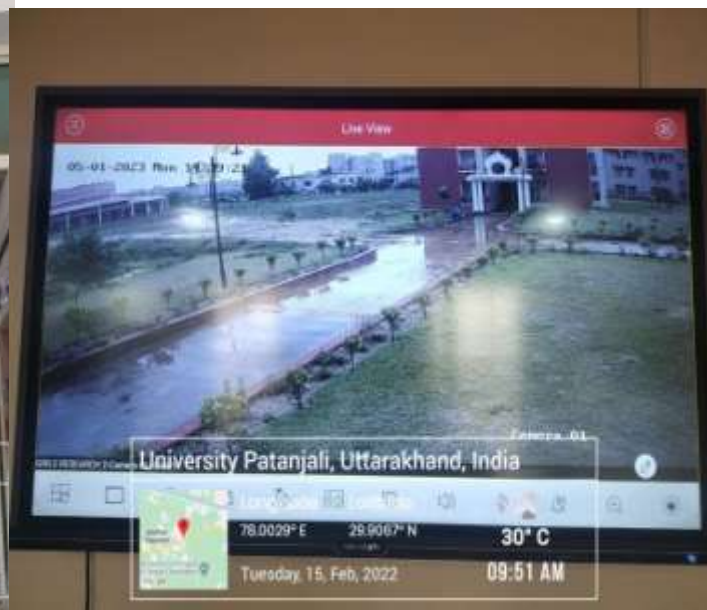 Live View
05-01-2023 Mon
Camera 01
University Patanjali, Uttarakhand, India
78.0029° E
29.9067° N
30° C
Tuesday, 15, Feb, 2022
09:51 AM